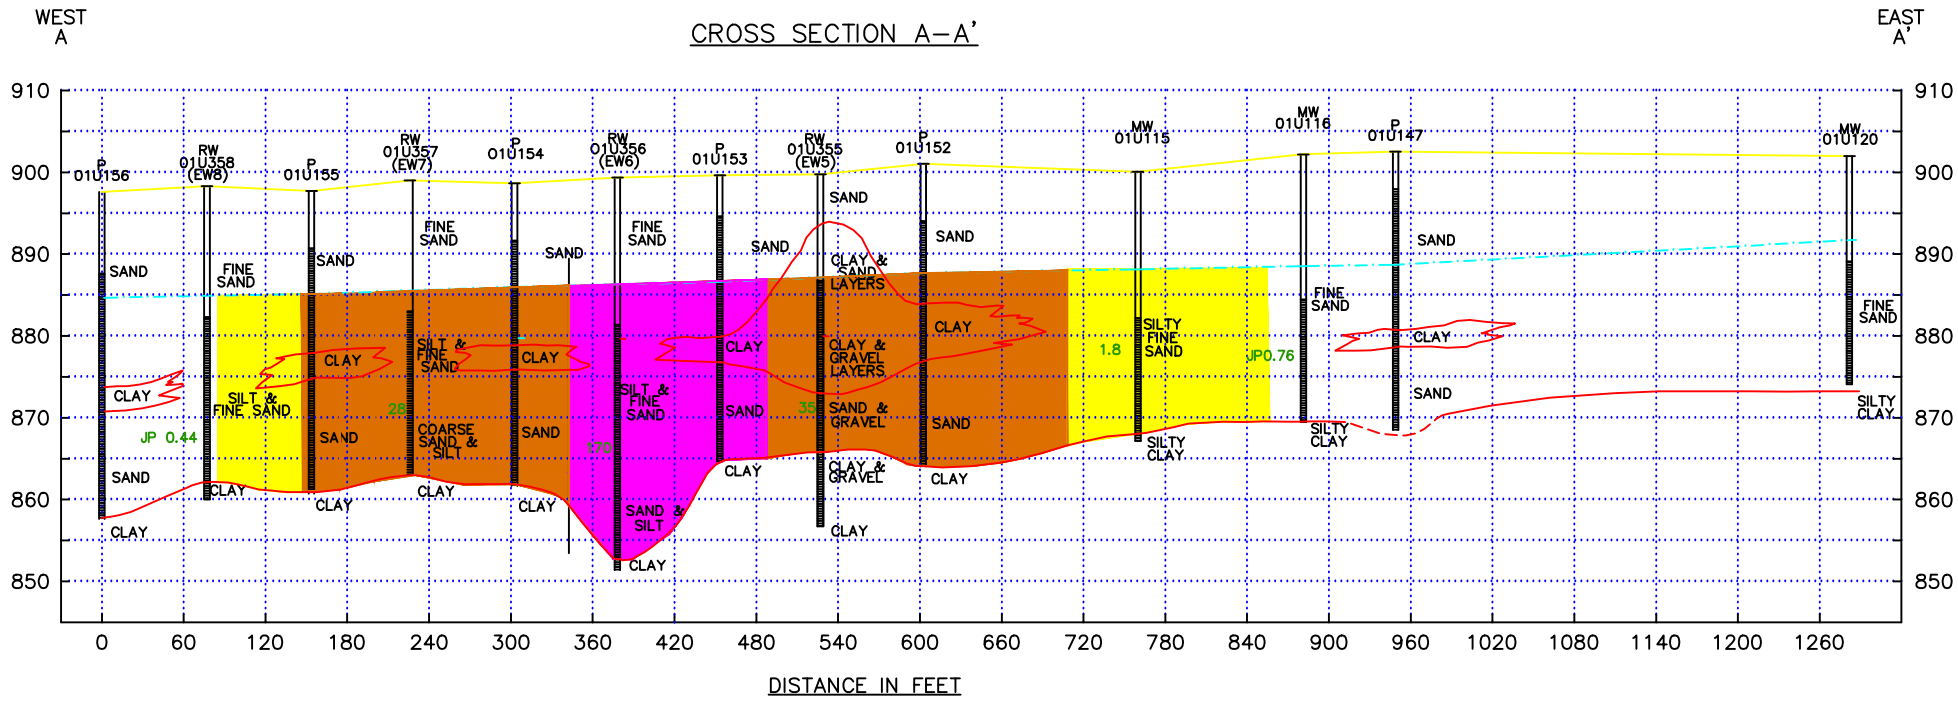 WEST
A
CROSS SECTION A-A'
EAST
A'
910
900
890
880
870
860
850
910
900
890
880
870
860
850
P
01U156
RW
01U358
(EW8)
P
01U155
RW
01U357
(EW7)
P
01U154
RW
01U356
(EW6)
P
01U153
RW
01U355
(EW5)
P
01U152
MW
01U115
MW
01U116
P
01U147
MW
01U120
SAND
CLAY
JP 0.44
SAND
CLAY
FINE
SAND
SILT &
FINE SAND
CLAY
SAND
CLAY
SAND
CLAY
FINE
SAND
SILT &
FINE
SAND
28
COARSE
SAND &
SILT
CLAY
SAND
CLAY
SAND
CLAY
FINE
SAND
SILT &
FINE
SAND
170
SAND &
SILT
CLAY
SAND
CLAY
SAND
CLAY
SAND
CLAY &
SAND
LAYERS
CLAY &
GRAVEL
LAYERS
35
SAND &
GRAVEL
CLAY &
GRAVEL
CLAY
SAND
CLAY
SAND
CLAY
1.8
SILTY
FINE
SAND
SILTY
CLAY
JP0.76
FINE
SAND
SILTY
CLAY
SAND
CLAY
SAND
FINE
SAND
SILTY
CLAY
0 60 120 180 240 300 360 420 480 540 600 660 720 780 840 900 960 1020 1080 1140 1200 1260
DISTANCE IN FEET